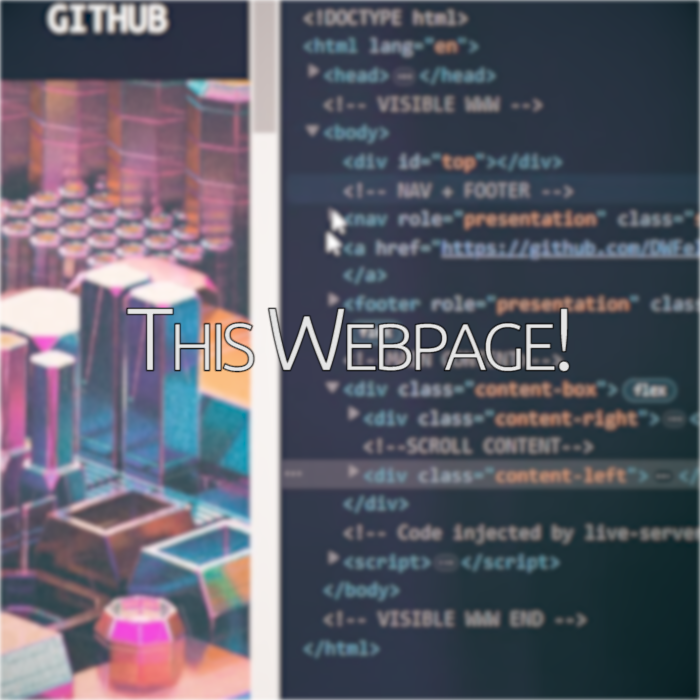 GITHUB
<!DOCTYPE html>
<html lang="en">
<head> </head>
<!-- VISIBLE WWW -->
<body>
<div id="top"></div>
<!-- NAV + FOOTER -->
<nav role="presentation" class="
<a href="https://github.com/DWFe
</a>
<footer role="presentation" clas
This Webpage!
<div class="content-box"> flex
<div class="content-right"> <
<!--SCROLL CONTENT-->
<div class="content-left"> </
</div>
<!-- Code injected by live-serve
<script> </script>
</body>
<!-- VISIBLE WWW END -->
</html>